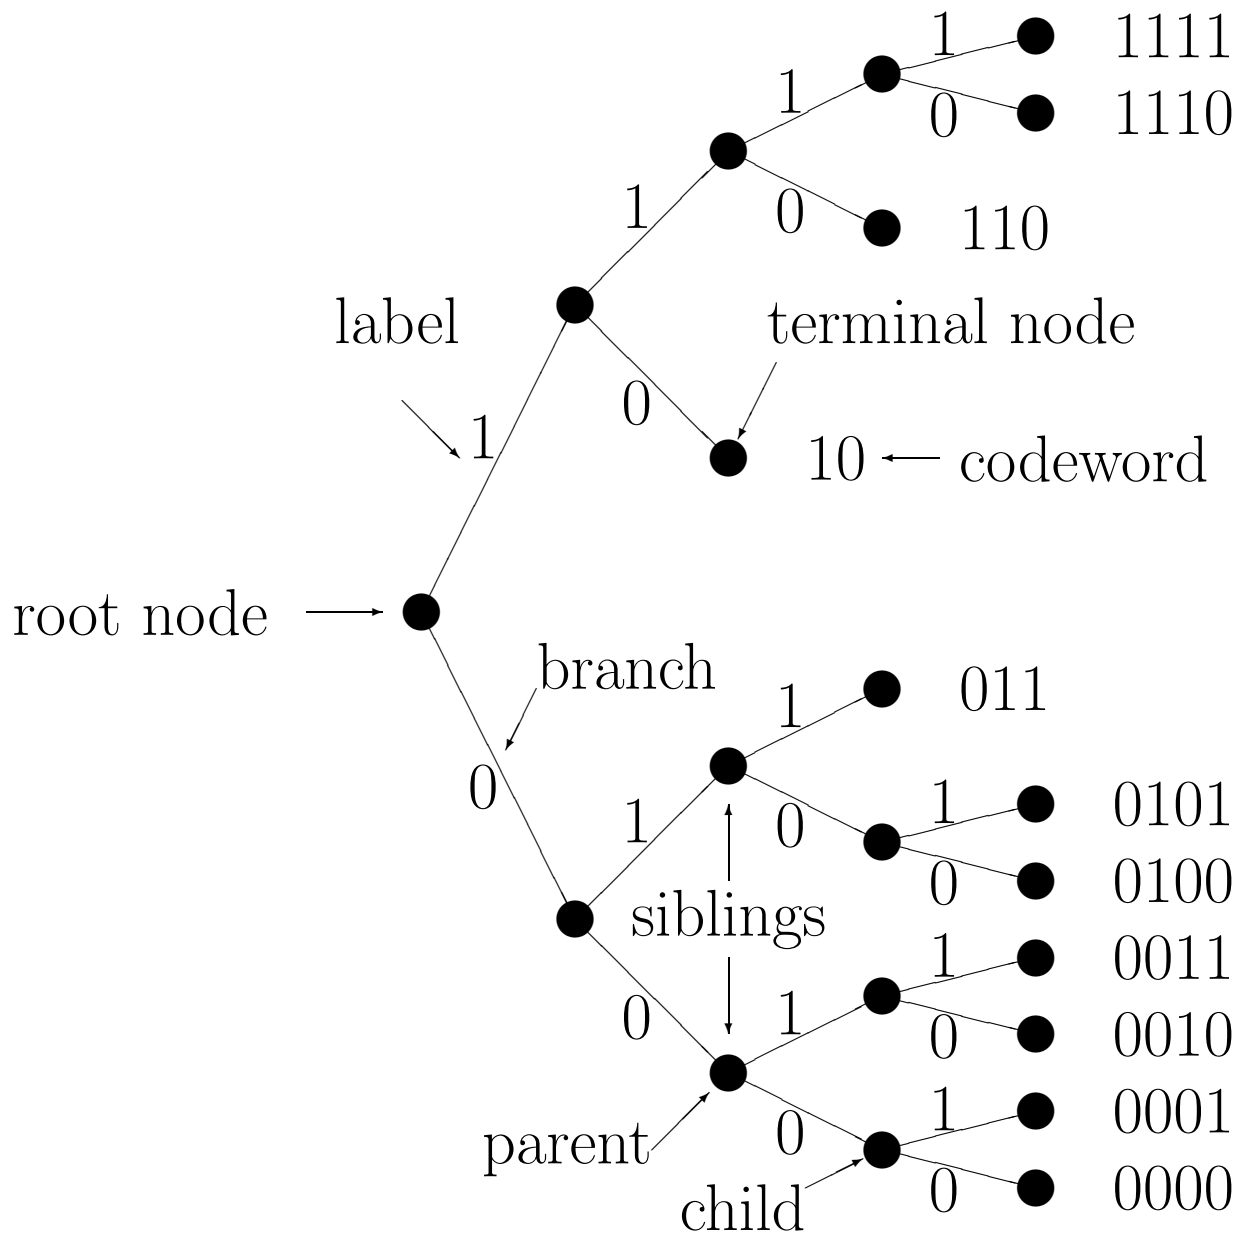 1 1111
1 0 1110
1 0 110
label terminal node
1 0 10 codeword
root node
branch
0 1 011
1 0 1 0101
siblings 0 0100
1 0011
0 1 0 0010
parent 0 1 0001
child 0 0000